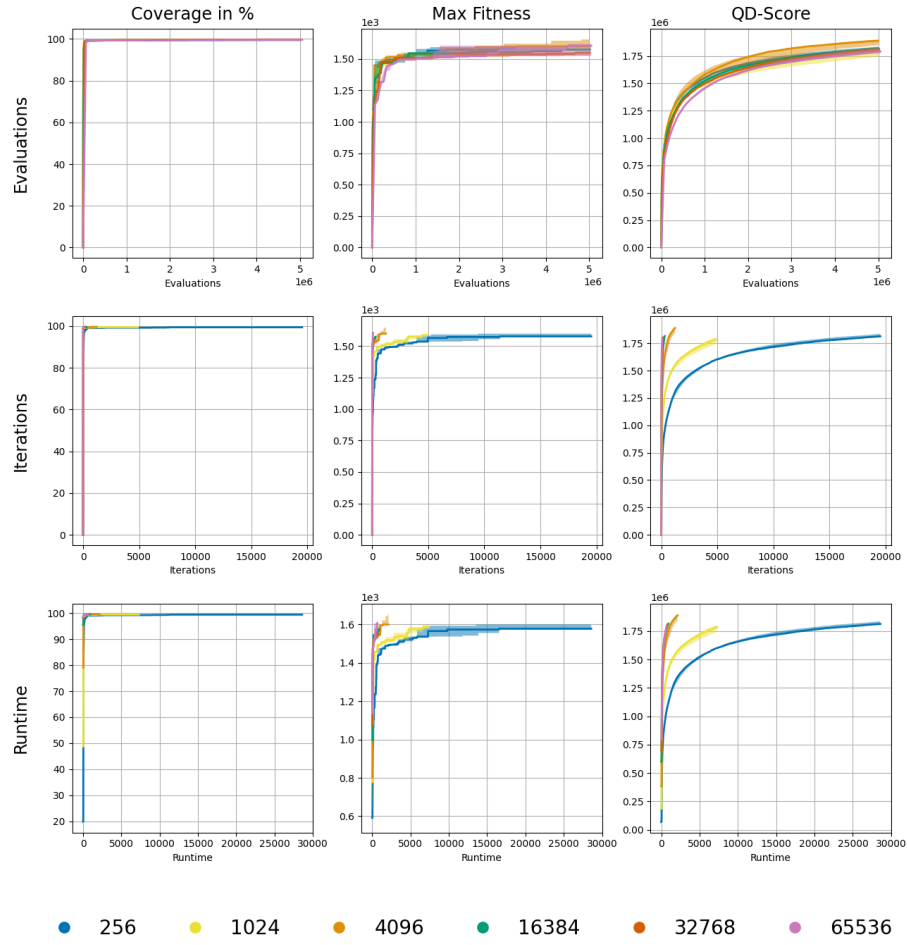 Coverage in %
Max Fitness
QD-Score
Evaluations
100
80
60
40
20
0
0 1 2 3 4 5
Evaluations
1e6
1e3
1.50
1.25
1.00
0.75
0.50
0.25
0.00
0 1 2 3 4 5
Evaluations
1e6
1e6
1.75
1.50
1.25
1.00
0.75
0.50
0.25
0.00
0 1 2 3 4 5
Evaluations
1e6
Iterations
100
80
60
40
20
0
0 5000 10000 15000 20000
Iterations
1e3
1.50
1.25
1.00
0.75
0.50
0.25
0.00
0 5000 10000 15000 20000
Iterations
1e6
1.75
1.50
1.25
1.00
0.75
0.50
0.25
0.00
0 5000 10000 15000 20000
Iterations
Runtime
100
90
80
70
60
50
40
30
20
0 5000 10000 15000 20000 25000 30000
Runtime
1e3
1.6
1.4
1.2
1.0
0.8
0.6
0 5000 10000 15000 20000 25000 30000
Runtime
1e6
1.75
1.50
1.25
1.00
0.75
0.50
0.25
0.00
0 5000 10000 15000 20000 25000 30000
Runtime
256 1024 4096 16384 32768 65536